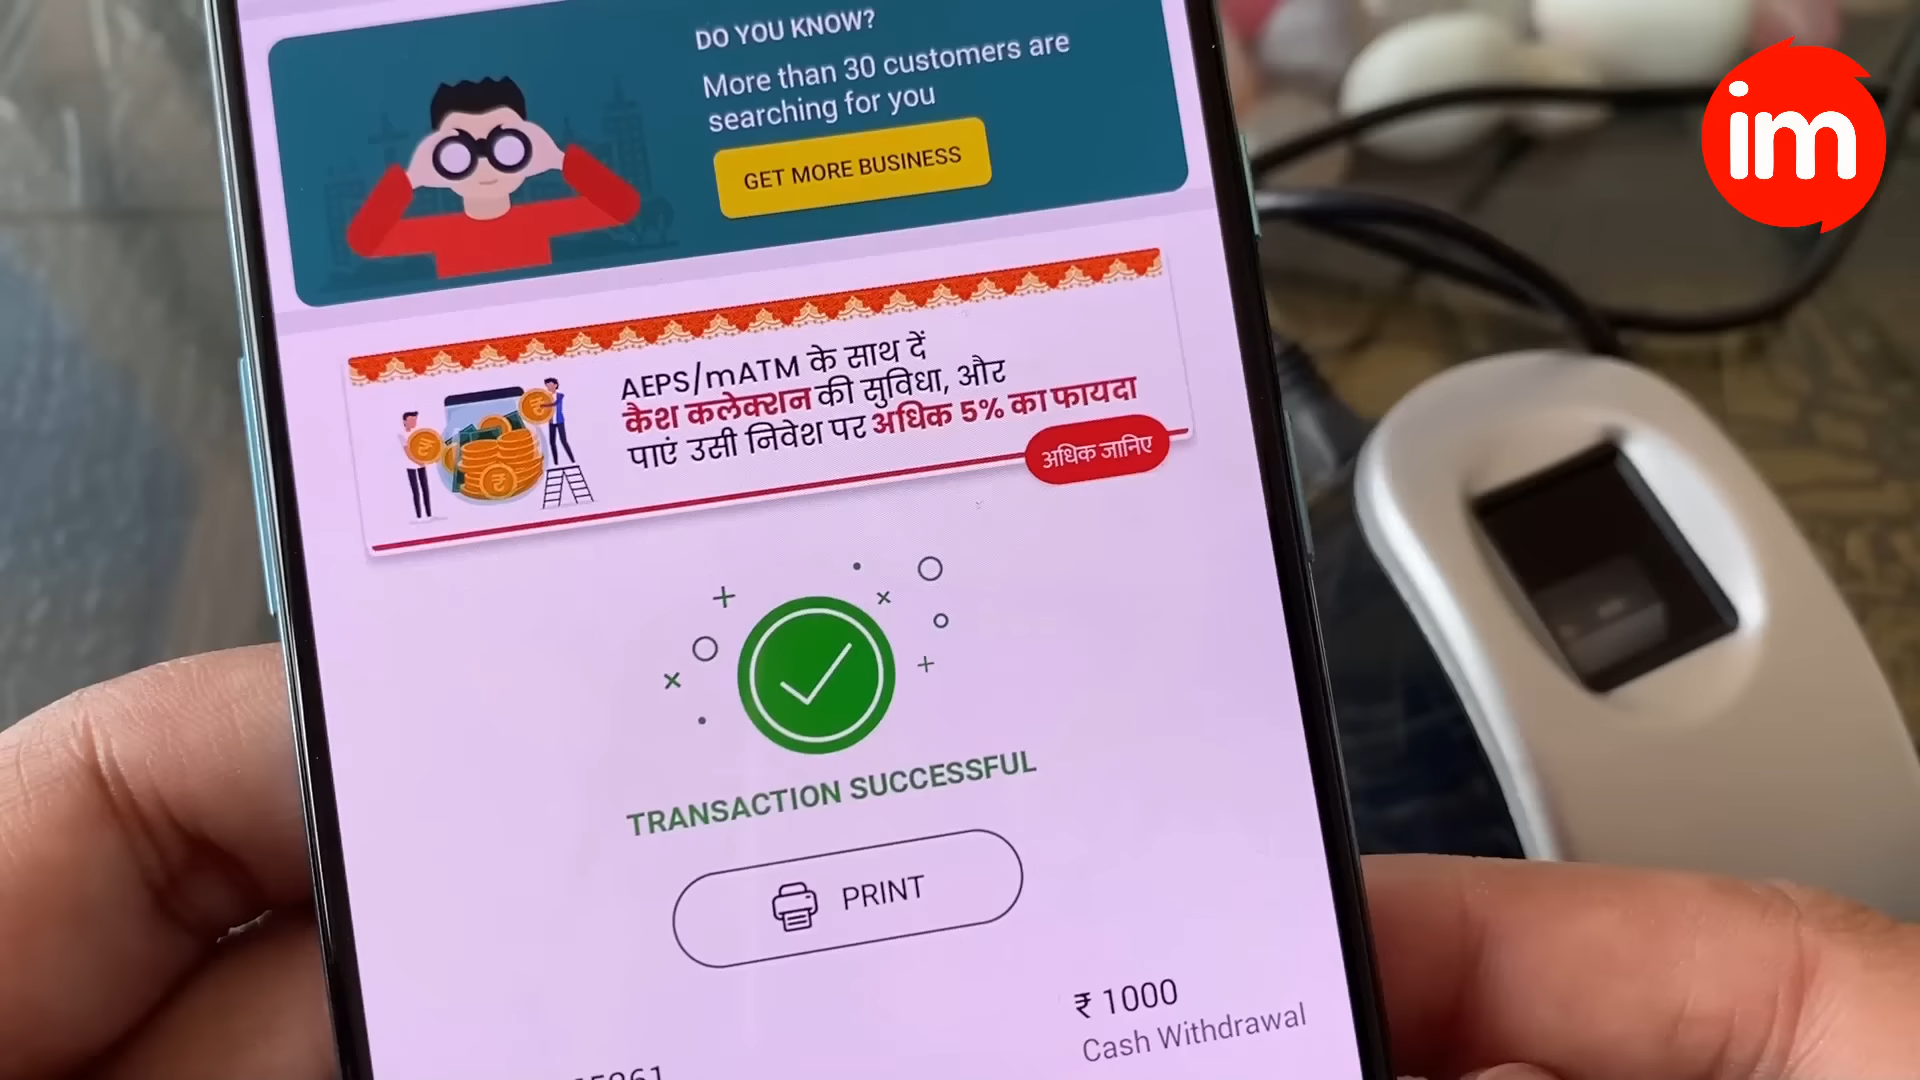 DO YOU KNOW?
More than 30 customers are
searching for you
GET MORE BUSINESS
AEPS/mATM के साथ दें
कैश कलेक्शन की सुविधा, और
पाएं उसी निवेश पर अधिक 5% का फायदा
अधिक जानिए
TRANSACTION SUCCESSFUL
PRINT
₹ 1000
Cash Withdrawal
im